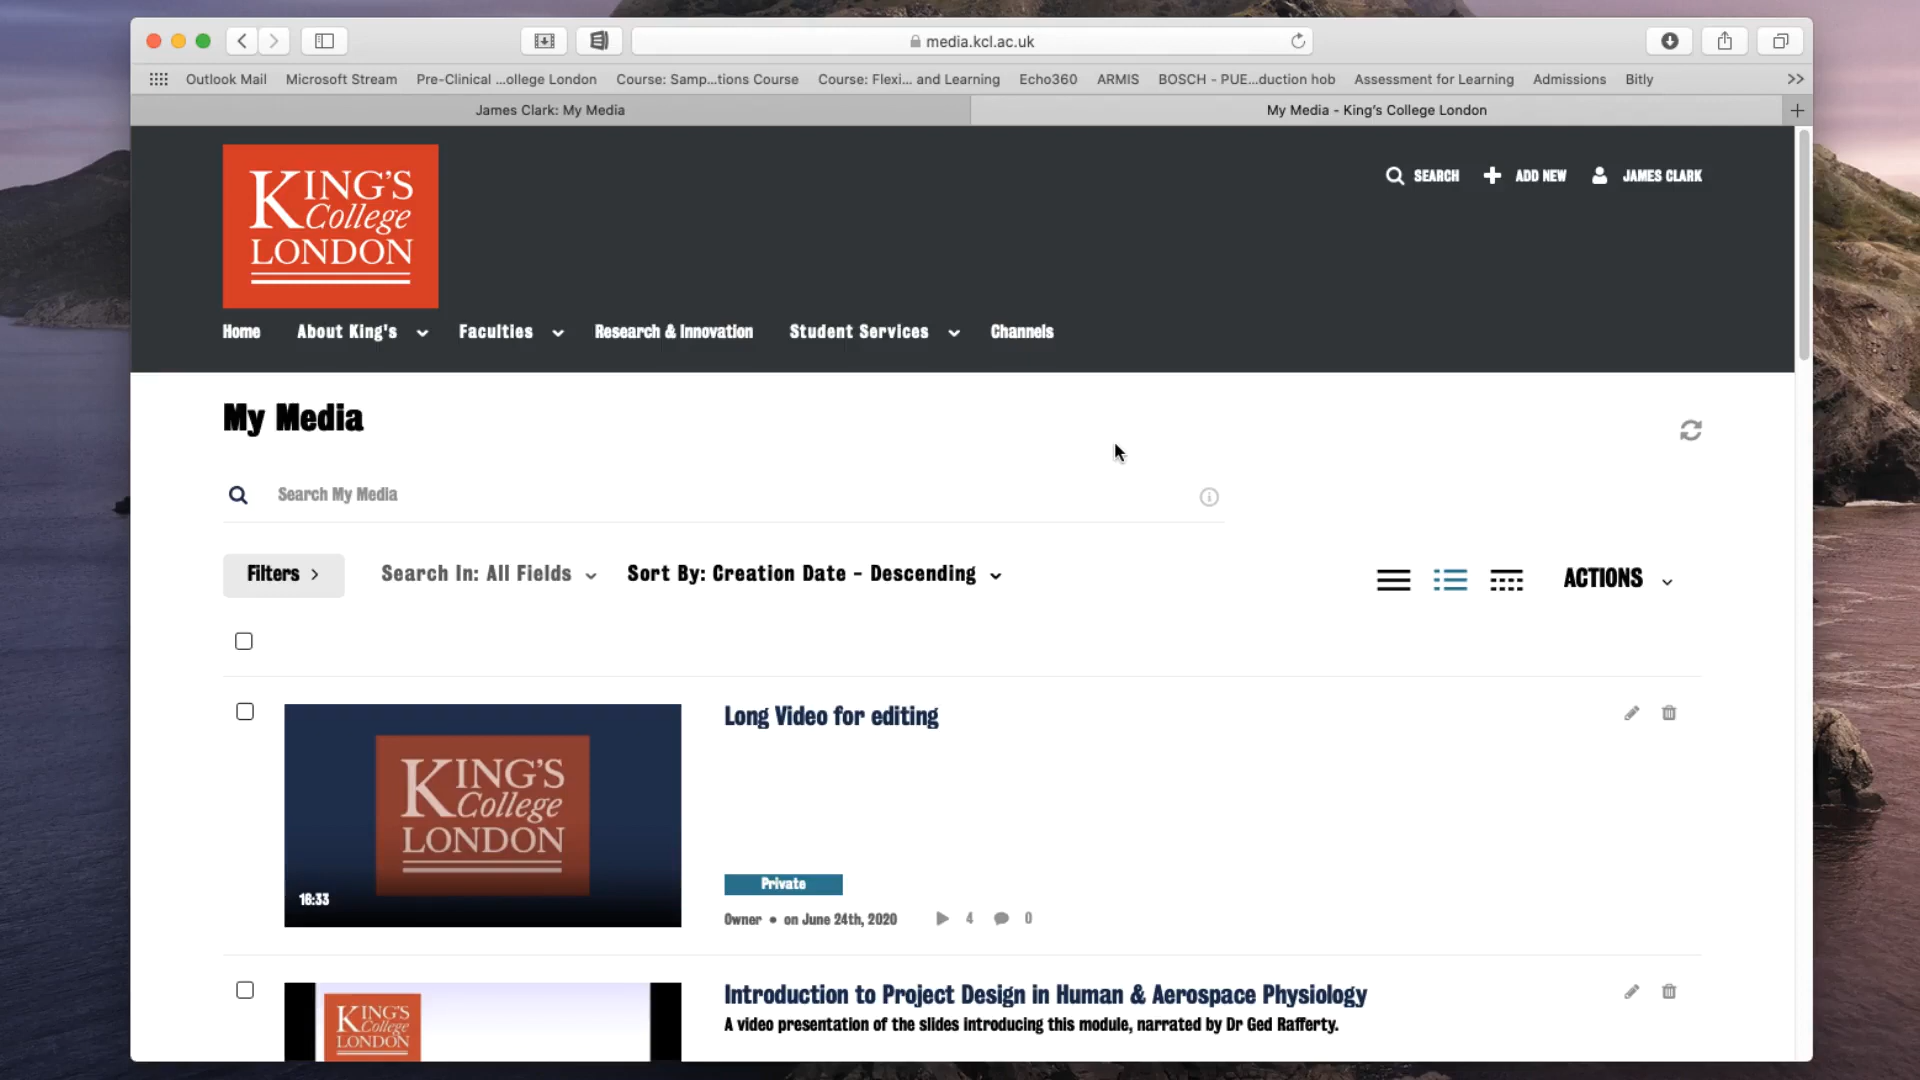 media.kcl.ac.uk
Outlook Mail Microsoft Stream Pre-Clinical ...ollege London Course: Samp...tions Course Course: Flexi... and Learning Echo360 ARMIS BOSCH - PUE...duction hob Assessment for Learning Admissions Bitly >>
James Clark: My Media My Media - King's College London
KING'S
College
LONDON
SEARCH ADD NEW JAMES CLARK
Home About King's Faculties Research & Innovation Student Services Channels
My Media
Search My Media
Filters Search In: All Fields Sort By: Creation Date - Descending ACTIONS
Long Video for editing
KING'S
College
LONDON
16:33
Private
Owner • on June 24th, 2020 4 0
Introduction to Project Design in Human & Aerospace Physiology
A video presentation of the slides introducing this module, narrated by Dr Ged Rafferty.
KING'S
College
LONDON